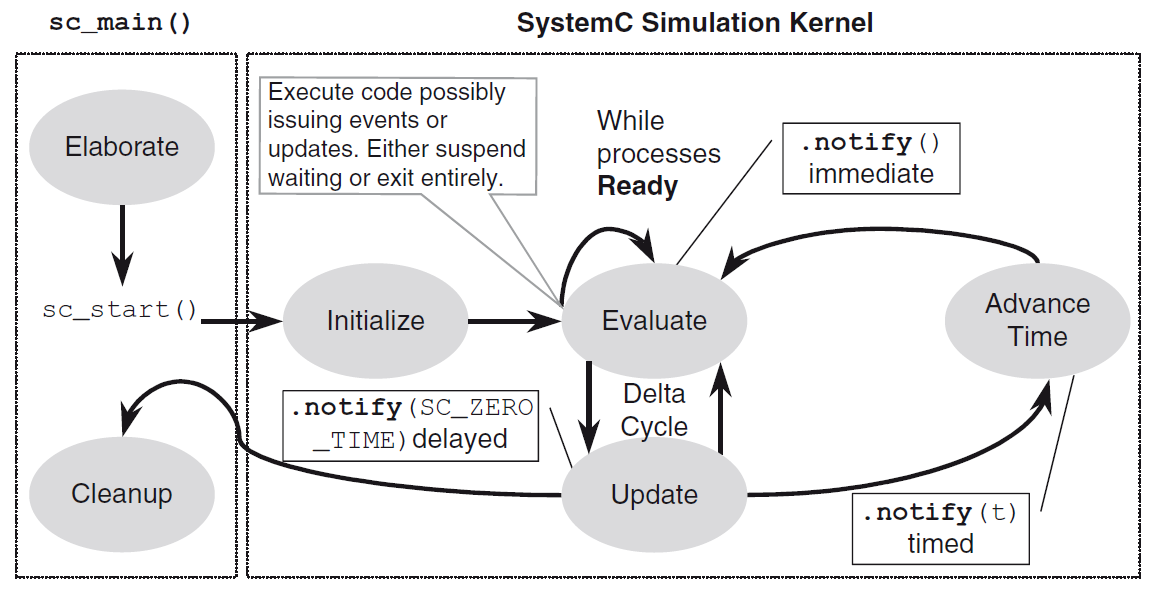 sc_main()
SystemC Simulation Kernel
Elaborate
sc_start()
Cleanup
Execute code possibly
issuing events or
updates. Either suspend
waiting or exit entirely.
While
processes
Ready
.notify()
immediate
Initialize
Evaluate
Advance
Time
.notify(SC_ZERO
_TIME)delayed
Delta
Cycle
Update
.notify(t)
timed